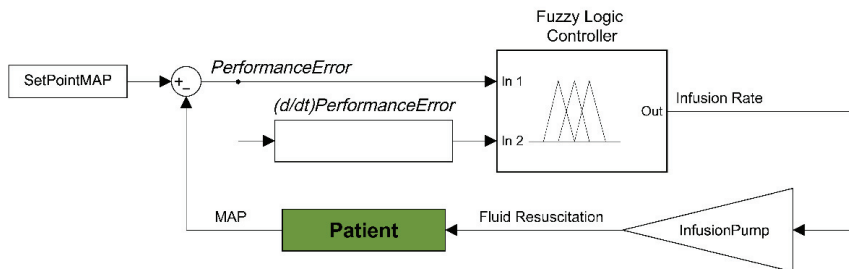 Fuzzy Logic
Controller
SetPointMAP
+
−
PerformanceError
In 1
(d/dt)PerformanceError
In 2
Out
Infusion Rate
MAP
Patient
Fluid Resuscitation
InfusionPump